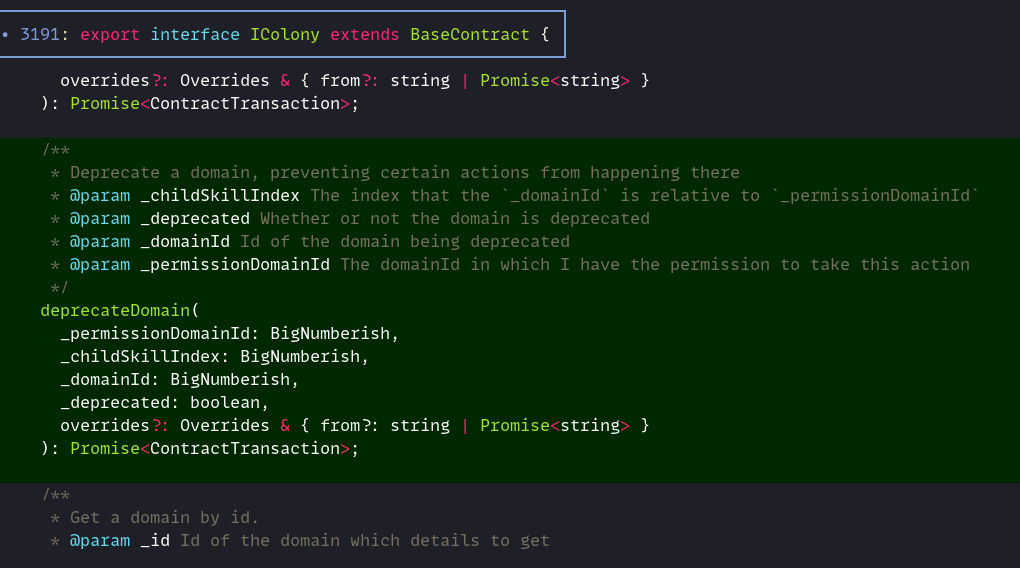 • 3191: export interface IColony extends BaseContract {
overrides?: Overrides & { from?: string | Promise<string> }
): Promise<ContractTransaction>;
/**
* Deprecate a domain, preventing certain actions from happening there
* @param _childSkillIndex The index that the `_domainId` is relative to `_permissionDomainId`
* @param _deprecated Whether or not the domain is deprecated
* @param _domainId Id of the domain being deprecated
* @param _permissionDomainId The domainId in which I have the permission to take this action
*/
deprecateDomain(
_permissionDomainId: BigNumberish,
_childSkillIndex: BigNumberish,
_domainId: BigNumberish,
_deprecated: boolean,
overrides?: Overrides & { from?: string | Promise<string> }
): Promise<ContractTransaction>;
/**
* Get a domain by id.
* @param _id Id of the domain which details to get